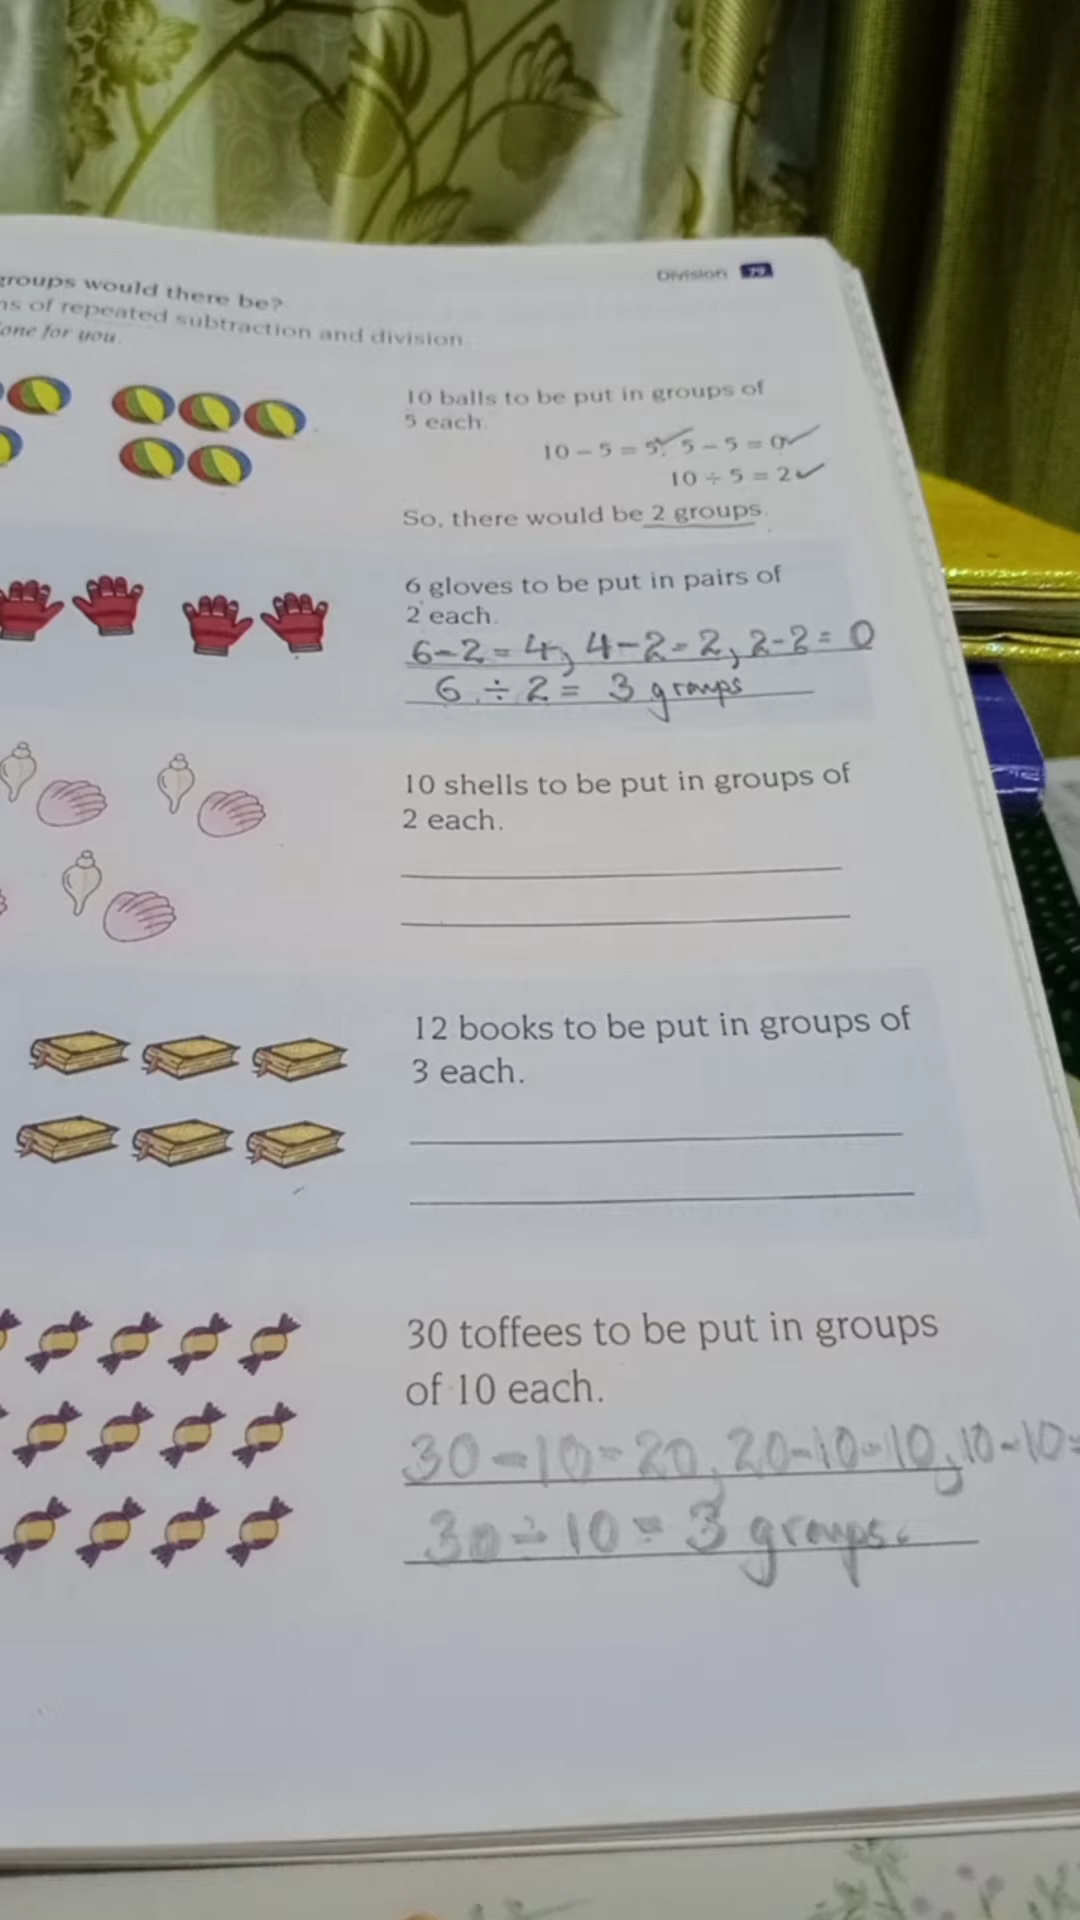 Division 79
groups would there be?
ns of repeated subtraction and division.
one for you.
10 balls to be put in groups of
5 each.
10 - 5 = 5, 5 - 5 = 0
10 ÷ 5 = 2
So, there would be 2 groups.
6 gloves to be put in pairs of
2 each.
6-2=4, 4-2=2, 2-2=0
6 ÷ 2 = 3 groups
10 shells to be put in groups of
2 each.
12 books to be put in groups of
3 each.
30 toffees to be put in groups
of 10 each.
30-10=20, 20-10=10, 10-10=
30÷10=3 groups.